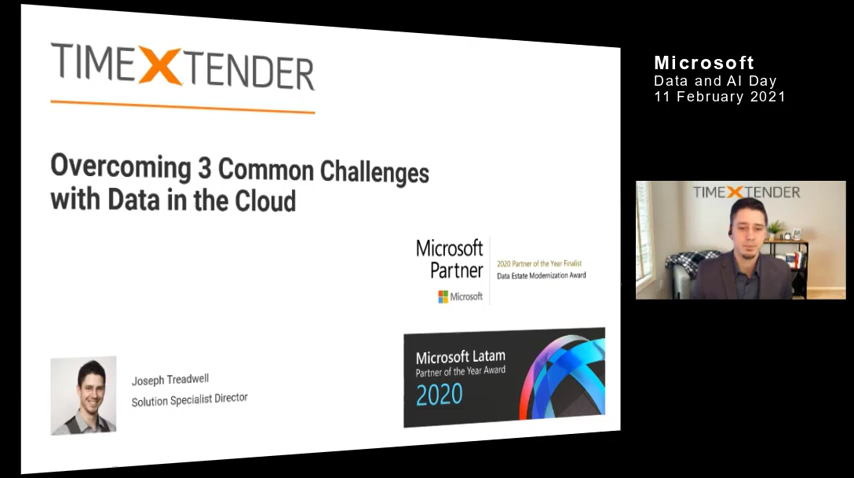 TIMEXTENDER
Overcoming 3 Common Challenges
with Data in the Cloud
Microsoft
Partner
Microsoft
2020 Partner of the Year Finalist
Data Estate Modernization Award
Microsoft Latam
Partner of the Year Award
2020
Joseph Treadwell
Solution Specialist Director
Microsoft
Data and AI Day
11 February 2021
TIMEXTENDER